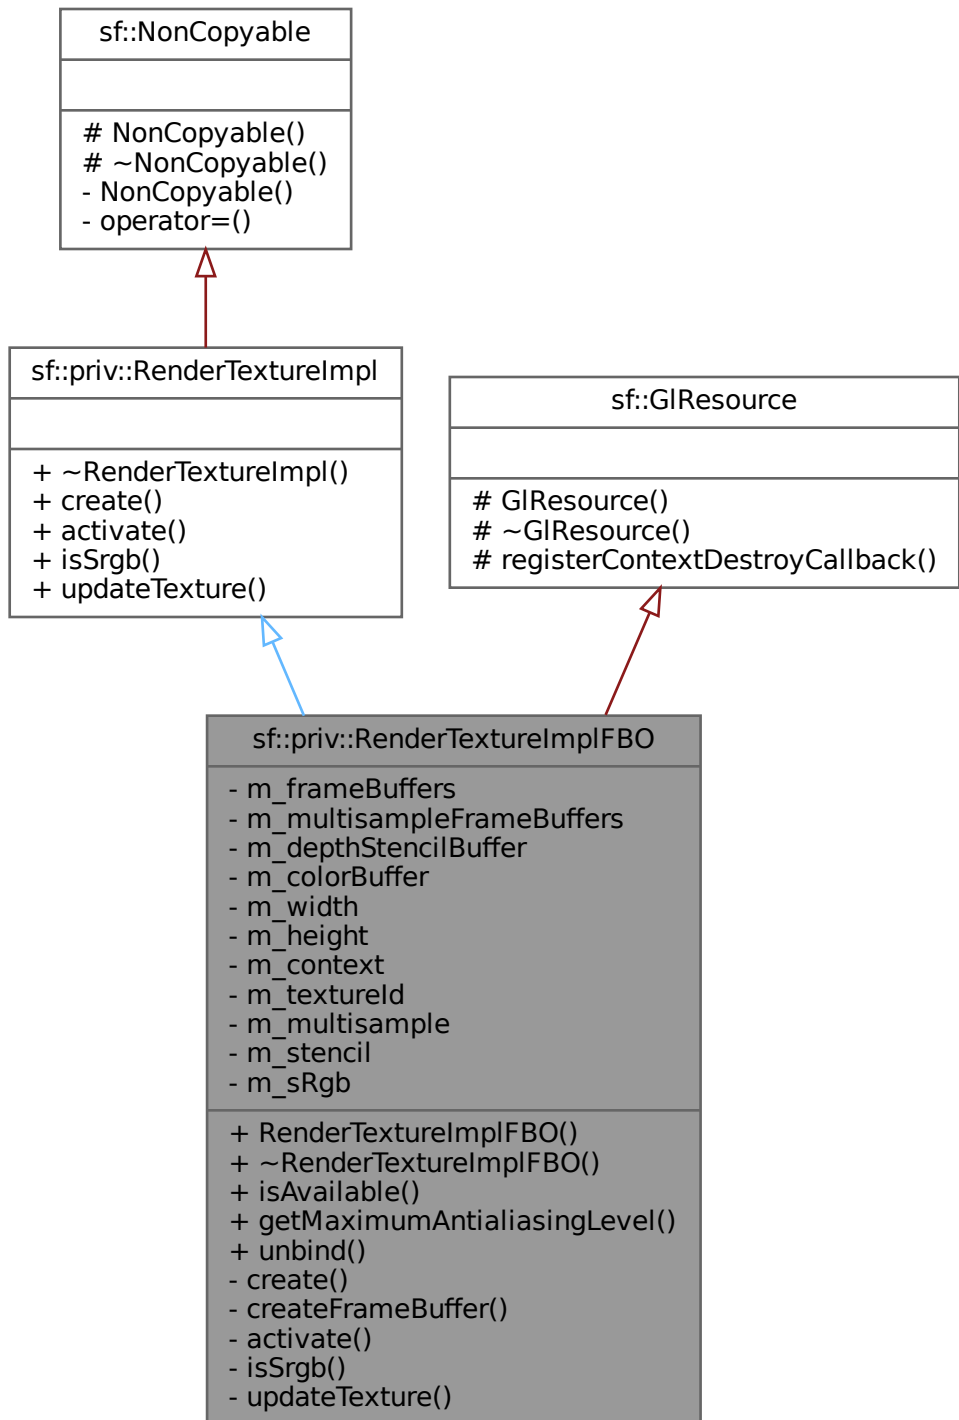 sf::NonCopyable
# NonCopyable()
# ~NonCopyable()
- NonCopyable()
- operator=()
sf::priv::RenderTextureImpl
+ ~RenderTextureImpl()
+ create()
+ activate()
+ isSrgb()
+ updateTexture()
sf::GlResource
# GlResource()
# ~GlResource()
# registerContextDestroyCallback()
sf::priv::RenderTextureImplFBO
- m_frameBuffers
- m_multisampleFrameBuffers
- m_depthStencilBuffer
- m_colorBuffer
- m_width
- m_height
- m_context
- m_textureId
- m_multisample
- m_stencil
- m_sRgb
+ RenderTextureImplFBO()
+ ~RenderTextureImplFBO()
+ isAvailable()
+ getMaximumAntialiasingLevel()
+ unbind()
- create()
- createFrameBuffer()
- activate()
- isSrgb()
- updateTexture()